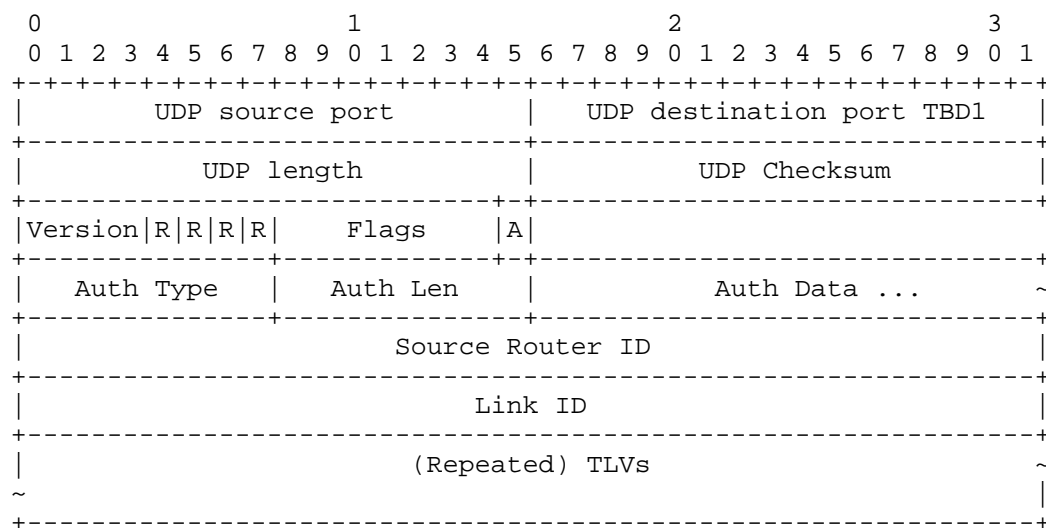 0                   1                   2                   3
 0 1 2 3 4 5 6 7 8 9 0 1 2 3 4 5 6 7 8 9 0 1 2 3 4 5 6 7 8 9 0 1
+-+-+-+-+-+-+-+-+-+-+-+-+-+-+-+-+-+-+-+-+-+-+-+-+-+-+-+-+-+-+-+-+
|        UDP source port        |   UDP destination port TBD1   |
+-------------------------------+-------------------------------+
|           UDP length          |          UDP Checksum         |
+-----------------------------+-+-------------------------------+
|Version|R|R|R|R|    Flags    |A|
+---------------+-------------+-+-------------------------------+
|   Auth Type   |   Auth Len    |           Auth Data ...       ~
+---------------+---------------+-------------------------------+
|                       Source Router ID                        |
+---------------------------------------------------------------+
|                            Link ID                            |
+---------------------------------------------------------------+
|                        (Repeated) TLVs                        ~
~                                                               |
+---------------------------------------------------------------+